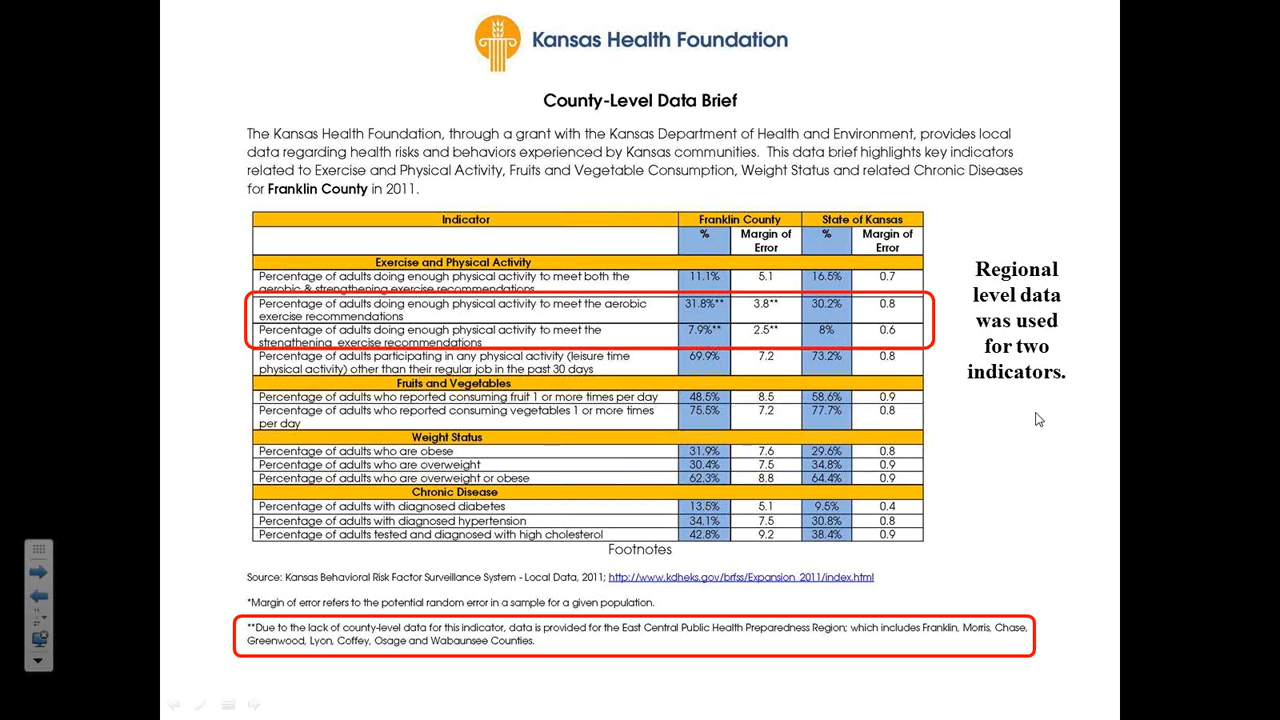 Kansas Health Foundation
County-Level Data Brief
The Kansas Health Foundation, through a grant with the Kansas Department of Health and Environment, provides local
data regarding health risks and behaviors experienced by Kansas communities. This data brief highlights key indicators
related to Exercise and Physical Activity, Fruits and Vegetable Consumption, Weight Status and related Chronic Diseases
for Franklin County in 2011.
Indicator Franklin County State of Kansas
% Margin of Error % Margin of Error
Exercise and Physical Activity
Percentage of adults doing enough physical activity to meet both the 11.1% 5.1 16.5% 0.7
aerobic & strengthening exercise recommendations
Percentage of adults doing enough physical activity to meet the aerobic 31.8%** 3.8** 30.2% 0.8
exercise recommendations
Percentage of adults doing enough physical activity to meet the 7.9%** 2.5** 8% 0.6
strengthening exercise recommendations
Percentage of adults participating in any physical activity (leisure time 69.9% 7.2 73.2% 0.8
physical activity) other than their regular job in the past 30 days
Fruits and Vegetables
Percentage of adults who reported consuming fruit 1 or more times per day 48.5% 8.5 58.6% 0.9
Percentage of adults who reported consuming vegetables 1 or more times 75.5% 7.2 77.7% 0.8
per day
Weight Status
Percentage of adults who are obese 31.9% 7.6 29.6% 0.8
Percentage of adults who are overweight 30.4% 7.5 34.8% 0.9
Percentage of adults who are overweight or obese 62.3% 8.8 64.4% 0.9
Chronic Disease
Percentage of adults with diagnosed diabetes 13.5% 5.1 9.5% 0.4
Percentage of adults with diagnosed hypertension 34.1% 7.5 30.8% 0.8
Percentage of adults tested and diagnosed with high cholesterol 42.8% 9.2 38.4% 0.9
Regional
level data
was used
for two
indicators.
Footnotes
Source: Kansas Behavioral Risk Factor Surveillance System - Local Data, 2011; http://www.kdheks.gov/brfss/Expansion_2011/index.html
*Margin of error refers to the potential random error in a sample for a given population.
**Due to the lack of county-level data for this indicator, data is provided for the East Central Public Health Preparedness Region; which includes Franklin, Morris, Chase,
Greenwood, Lyon, Coffey, Osage and Wabaunsee Counties.
11
27